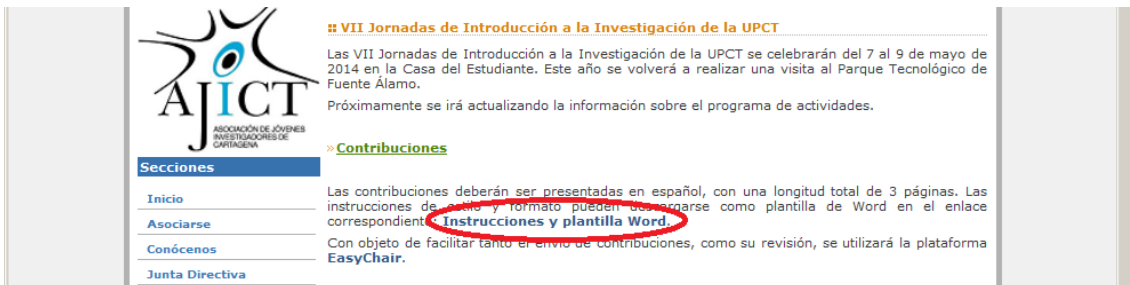 AJICT
ASOCIACIÓN DE JÓVENES
INVESTIGADORES DE
CARTAGENA
Secciones
Inicio
Asociarse
Conócenos
Junta Directiva
:: VII Jornadas de Introducción a la Investigación de la UPCT
Las VII Jornadas de Introducción a la Investigación de la UPCT se celebrarán del 7 al 9 de mayo de
2014 en la Casa del Estudiante. Este año se volverá a realizar una visita al Parque Tecnológico de
Fuente Álamo.
Próximamente se irá actualizando la información sobre el programa de actividades.
» Contribuciones
Las contribuciones deberán ser presentadas en español, con una longitud total de 3 páginas. Las
instrucciones de estilo y formato pueden descargarse como plantilla de Word en el enlace
correspondiente: Instrucciones y plantilla Word.
Con objeto de facilitar tanto el envío de contribuciones, como su revisión, se utilizará la plataforma
EasyChair.